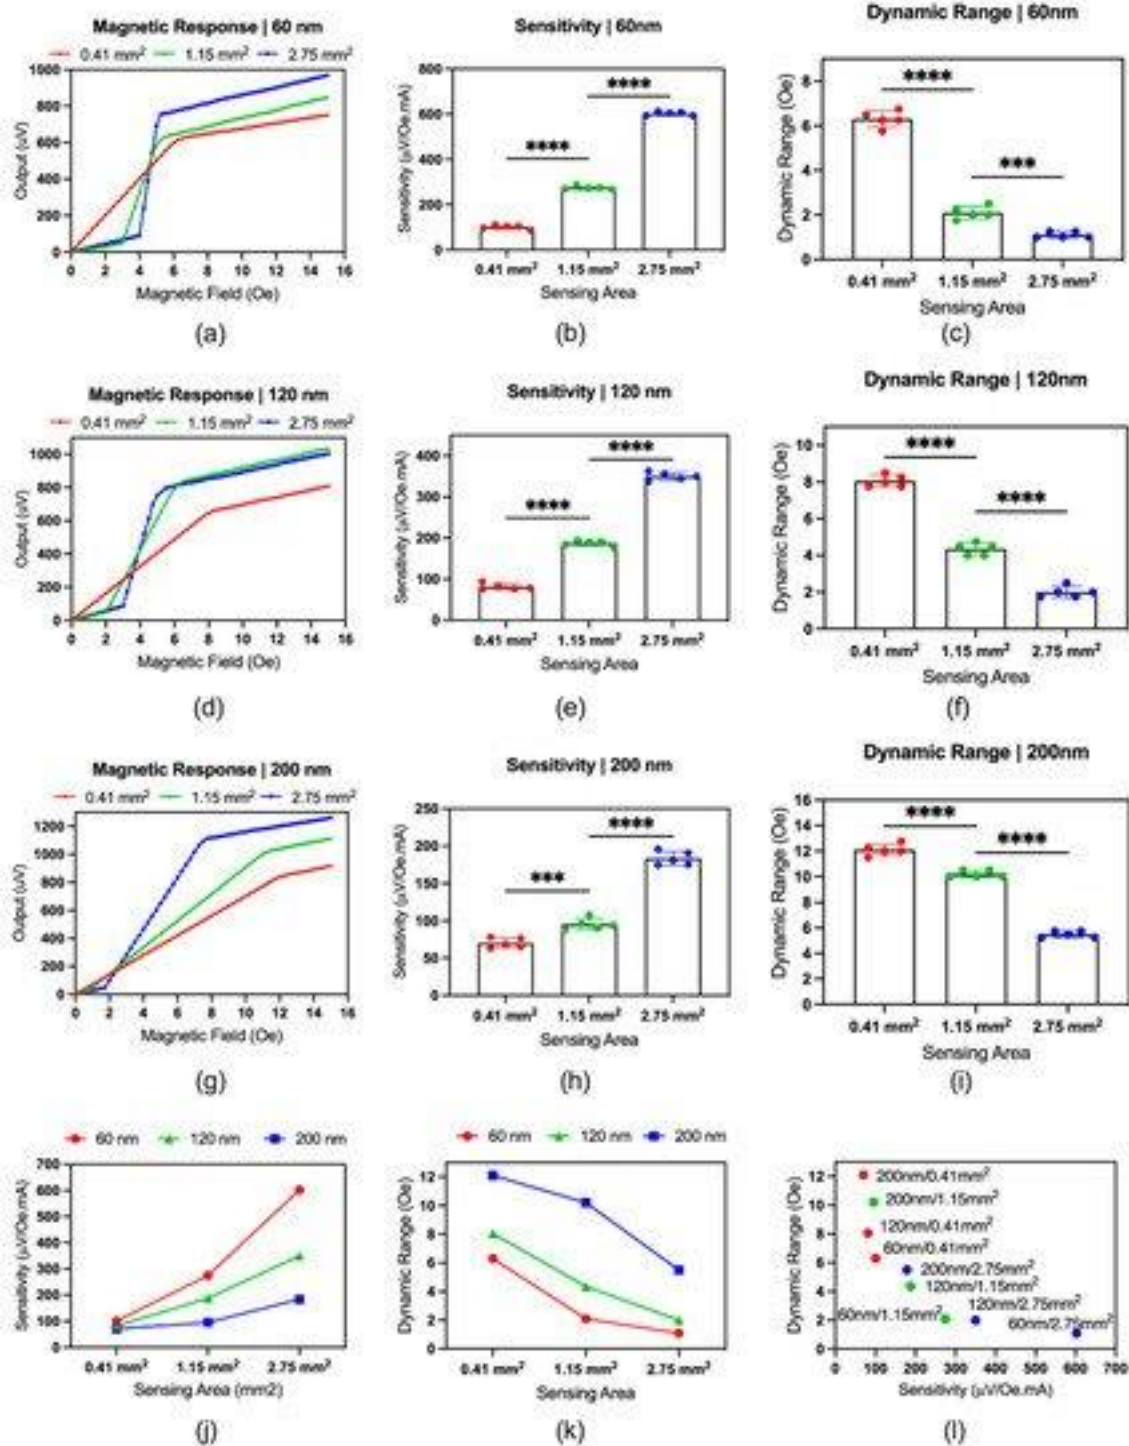 Magnetic Response | 60 nm
0.41 mm² 1.15 mm² 2.75 mm²
Output (uV)
1000
800
600
400
200
0
0 2 4 6 8 10 12 14 16
Magnetic Field (Oe)
(a)
Sensitivity | 60nm
Sensitivity (µV/Oe.mA)
800
600
400
200
0
****
****
0.41 mm² 1.15 mm² 2.75 mm²
Sensing Area
(b)
Dynamic Range | 60nm
Dynamic Range (Oe)
8
6
4
2
0
****
***
0.41 mm² 1.15 mm² 2.75 mm²
Sensing Area
(c)
Magnetic Response | 120 nm
0.41 mm² 1.15 mm² 2.75 mm²
Output (uV)
1000
800
600
400
200
0
0 2 4 6 8 10 12 14 16
Magnetic Field (Oe)
(d)
Sensitivity | 120 nm
Sensitivity (µV/Oe.mA)
400
300
200
100
0
****
****
0.41 mm² 1.15 mm² 2.75 mm²
Sensing Area
(e)
Dynamic Range | 120nm
Dynamic Range (Oe)
10
8
6
4
2
0
****
****
0.41 mm² 1.15 mm² 2.75 mm²
Sensing Area
(f)
Magnetic Response | 200 nm
0.41 mm² 1.15 mm² 2.75 mm²
Output (uV)
1200
1000
800
600
400
200
0
0 2 4 6 8 10 12 14 16
Magnetic Field (Oe)
(g)
Sensitivity | 200 nm
Sensitivity (µV/Oe.mA)
250
200
150
100
50
0
***
****
0.41 mm² 1.15 mm² 2.75 mm²
Sensing Area
(h)
Dynamic Range | 200nm
Dynamic Range (Oe)
16
14
12
10
8
6
4
2
0
****
****
0.41 mm² 1.15 mm² 2.75 mm²
Sensing Area
(i)
60 nm 120 nm 200 nm
Sensitivity (µV/Oe.mA)
700
600
500
400
300
200
100
0
0.41 mm² 1.15 mm² 2.75 mm²
Sensing Area (mm2)
(j)
60 nm 120 nm 200 nm
Dynamic Range (Oe)
12
10
8
6
4
2
0
0.41 mm² 1.15 mm² 2.75 mm²
Sensing Area
(k)
Dynamic Range (Oe)
12
10
8
6
4
2
0
200nm/0.41mm²
200nm/1.15mm²
120nm/0.41mm²
60nm/0.41mm²
200nm/2.75mm²
120nm/1.15mm²
120nm/2.75mm²
60nm/1.15mm²
60nm/2.75mm²
0 100 200 300 400 500 600 700
Sensitivity (µV/Oe.mA)
(l)